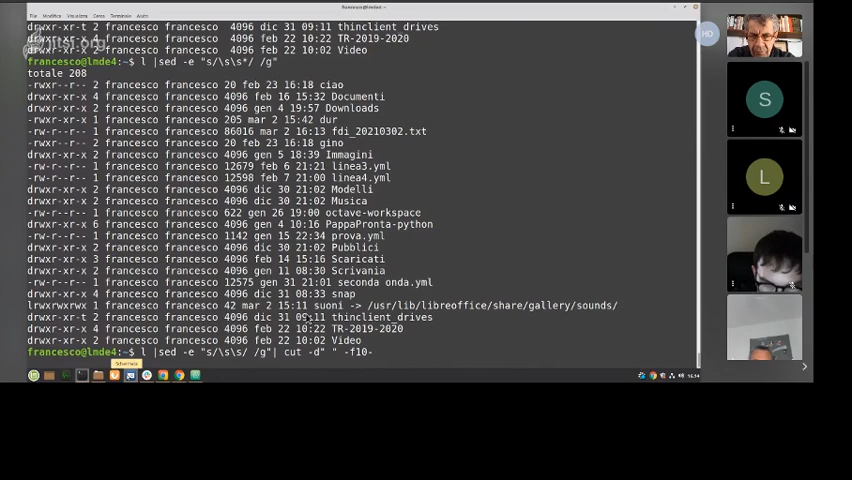 francesco@lmde4: ~
File Modifica Visualizza Cerca Terminale Aiuto
drwxr-xr-t 2 francesco francesco  4096 dic 31 09:11 thinclient_drives
drwxr-xr-x 4 francesco francesco  4096 feb 22 10:22 TR-2019-2020
drwxr-xr-x 2 francesco francesco  4096 feb 22 10:02 Video
francesco@lmde4:~$ l |sed -e "s/\s\s*/ /g"
totale 208
-rwxr--r-- 2 francesco francesco 20 feb 23 16:18 ciao
drwxr-xr-x 4 francesco francesco 4096 feb 16 15:32 Documenti
drwxr-xr-x 2 francesco francesco 4096 gen 4 19:57 Downloads
-rw-r--r-- 1 francesco francesco 205 mar 2 15:42 dur
-rw-r--r-- 1 francesco francesco 86016 mar 2 16:13 fdi_20210302.txt
-rwxr--r-- 2 francesco francesco 20 feb 23 16:18 gino
drwxr-xr-x 2 francesco francesco 4096 gen 5 18:39 Immagini
-rw-r--r-- 1 francesco francesco 12679 feb 6 21:21 linea3.yml
-rw-r--r-- 1 francesco francesco 12598 feb 7 21:00 linea4.yml
drwxr-xr-x 2 francesco francesco 4096 dic 30 21:02 Modelli
drwxr-xr-x 2 francesco francesco 4096 dic 30 21:02 Musica
-rw-r--r-- 1 francesco francesco 622 gen 26 19:00 octave-workspace
drwxr-xr-x 6 francesco francesco 4096 gen 4 10:16 PappaPronta-python
-rw-r--r-- 1 francesco francesco 1142 gen 15 22:34 prova.yml
drwxr-xr-x 2 francesco francesco 4096 dic 30 21:02 Pubblici
drwxr-xr-x 3 francesco francesco 4096 feb 14 15:16 Scaricati
drwxr-xr-x 2 francesco francesco 4096 gen 11 08:30 Scrivania
-rw-r--r-- 1 francesco francesco 12575 gen 31 21:01 seconda onda.yml
drwxr-xr-x 4 francesco francesco 4096 dic 31 08:33 snap
lrwxrwxrwx 1 francesco francesco 42 mar 2 15:11 suoni -> /usr/lib/libreoffice/share/gallery/sounds/
drwxr-xr-t 2 francesco francesco 4096 dic 31 09:11 thinclient_drives
drwxr-xr-x 4 francesco francesco 4096 feb 22 10:22 TR-2019-2020
drwxr-xr-x 2 francesco francesco 4096 feb 22 10:02 Video
francesco@lmde4:~$ l |sed -e "s/\s\s/ /g"| cut -d" " -f10-
jitsi.org
HD
S
L